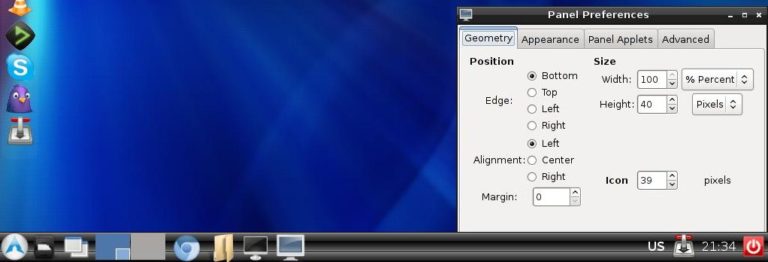 Panel Preferences
Geometry Appearance Panel Applets Advanced
Position Size
Bottom Width: 100 % Percent
Top
Edge: Left Height: 40 Pixels
Right
Left
Alignment: Center
Right Icon 39 pixels
Margin: 0
US 21:34